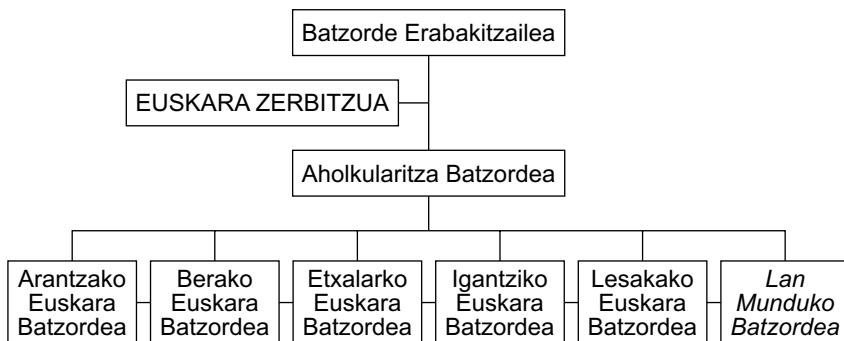 Batzorde Erabakitzailea
EUSKARA ZERBITZUA
Aholkularitza Batzordea
Arantzako
Euskara
Batzordea
Berako
Euskara
Batzordea
Etxalarko
Euskara
Batzordea
Igantziko
Euskara
Batzordea
Lesakako
Euskara
Batzordea
Lan
Munduko
Batzordea